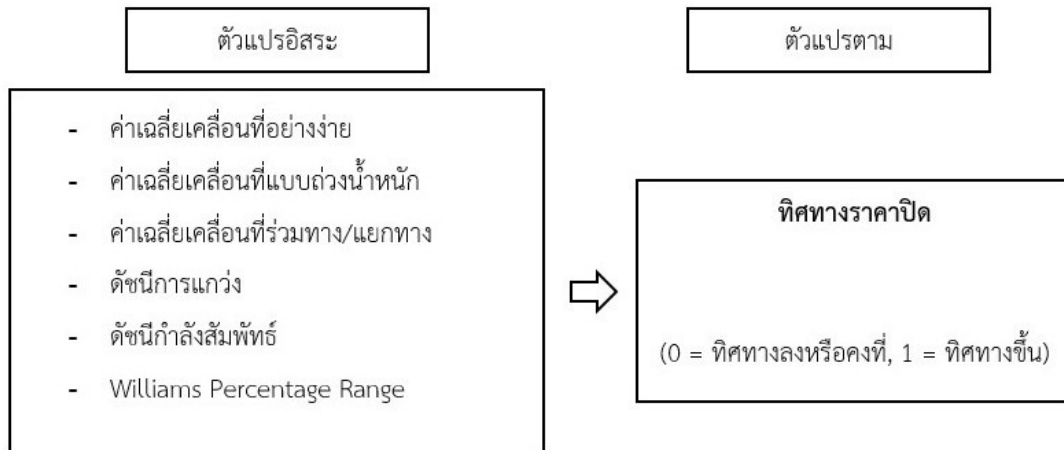 ตัวแปรอิสระ
ตัวแปรตาม
- ค่าเฉลี่ยเคลื่อนที่อย่างง่าย
- ค่าเฉลี่ยเคลื่อนที่แบบถ่วงน้ำหนัก
- ค่าเฉลี่ยเคลื่อนที่ร่วมทาง/แยกทาง
- ดัชนีการแกว่ง
- ดัชนีกำลังสัมพัทธ์
- Williams Percentage Range
ทิศทางราคาปิด
(0 = ทิศทางลงหรือคงที่, 1 = ทิศทางขึ้น)